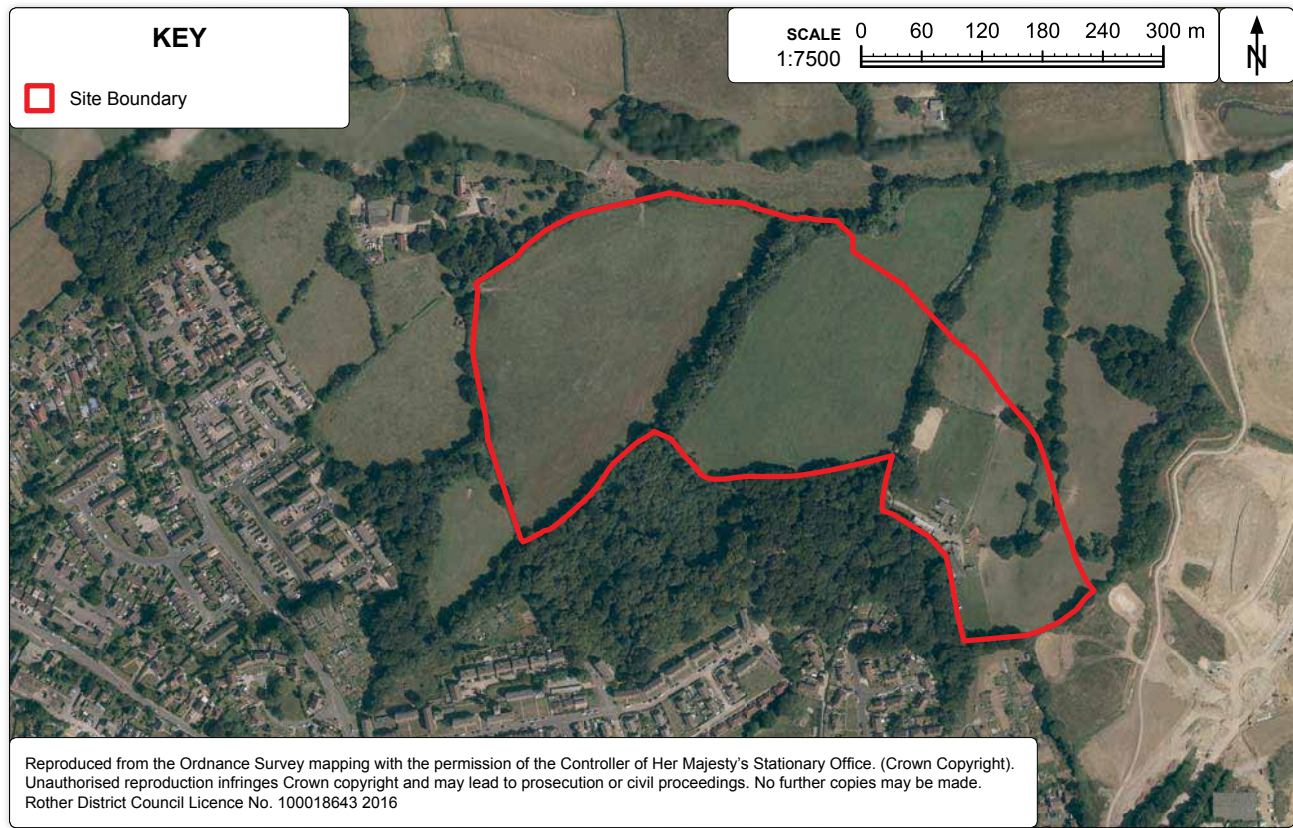 KEY
Site Boundary
SCALE 0 60 120 180 240 300 m
1:7500
N
Reproduced from the Ordnance Survey mapping with the permission of the Controller of Her Majesty's Stationary Office. (Crown Copyright).
Unauthorised reproduction infringes Crown copyright and may lead to prosecution or civil proceedings. No further copies may be made.
Rother District Council Licence No. 100018643 2016